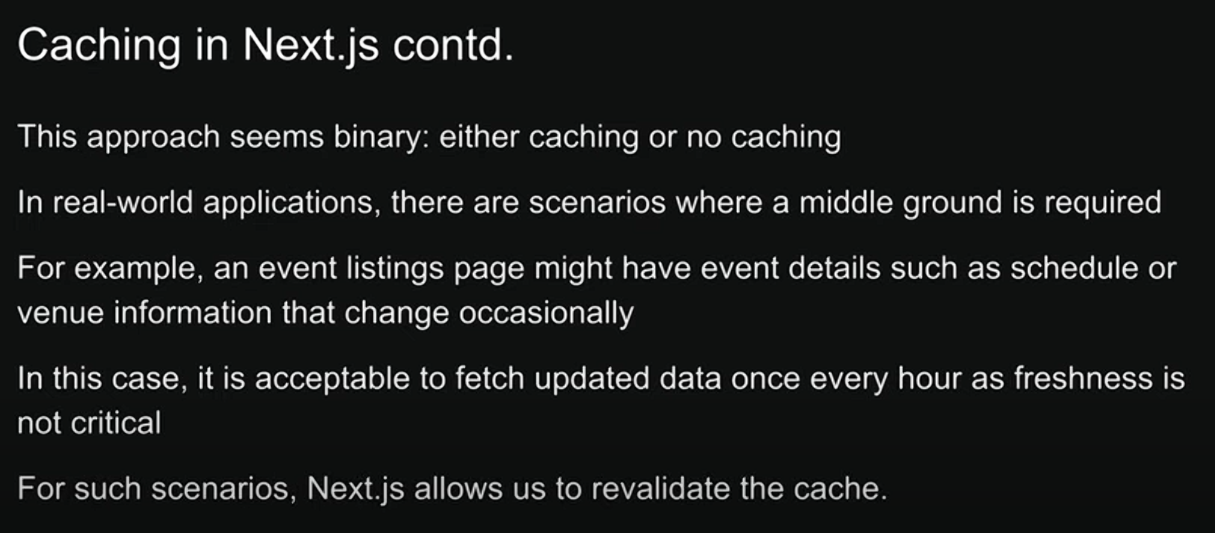 Caching in Next.js contd.
This approach seems binary: either caching or no caching
In real-world applications, there are scenarios where a middle ground is required
For example, an event listings page might have event details such as schedule or
venue information that change occasionally
In this case, it is acceptable to fetch updated data once every hour as freshness is
not critical
For such scenarios, Next.js allows us to revalidate the cache.